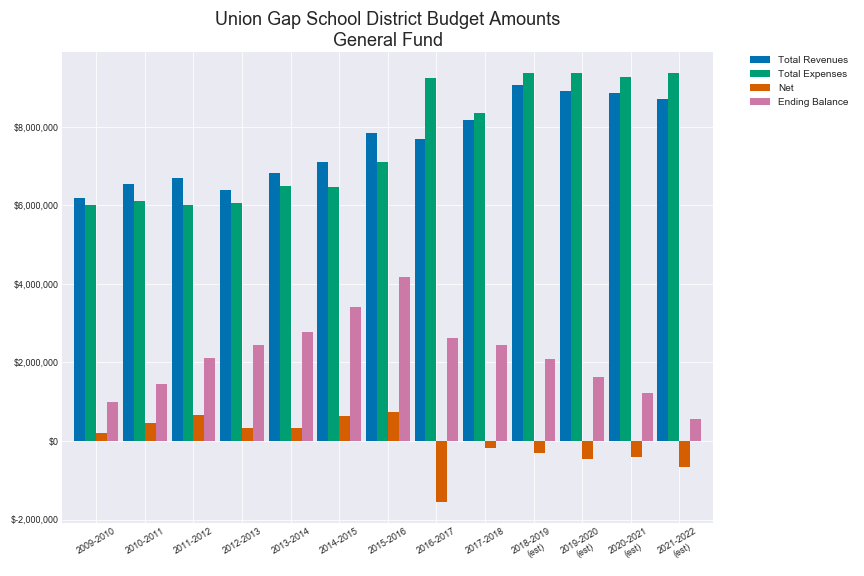 Union Gap School District Budget Amounts
General Fund
Total Revenues
Total Expenses
Net
Ending Balance
$8,000,000
$6,000,000
$4,000,000
$2,000,000
$0
$-2,000,000
2009-2010
2010-2011
2011-2012
2012-2013
2013-2014
2014-2015
2015-2016
2016-2017
2017-2018
2018-2019
(est)
2019-2020
(est)
2020-2021
(est)
2021-2022
(est)